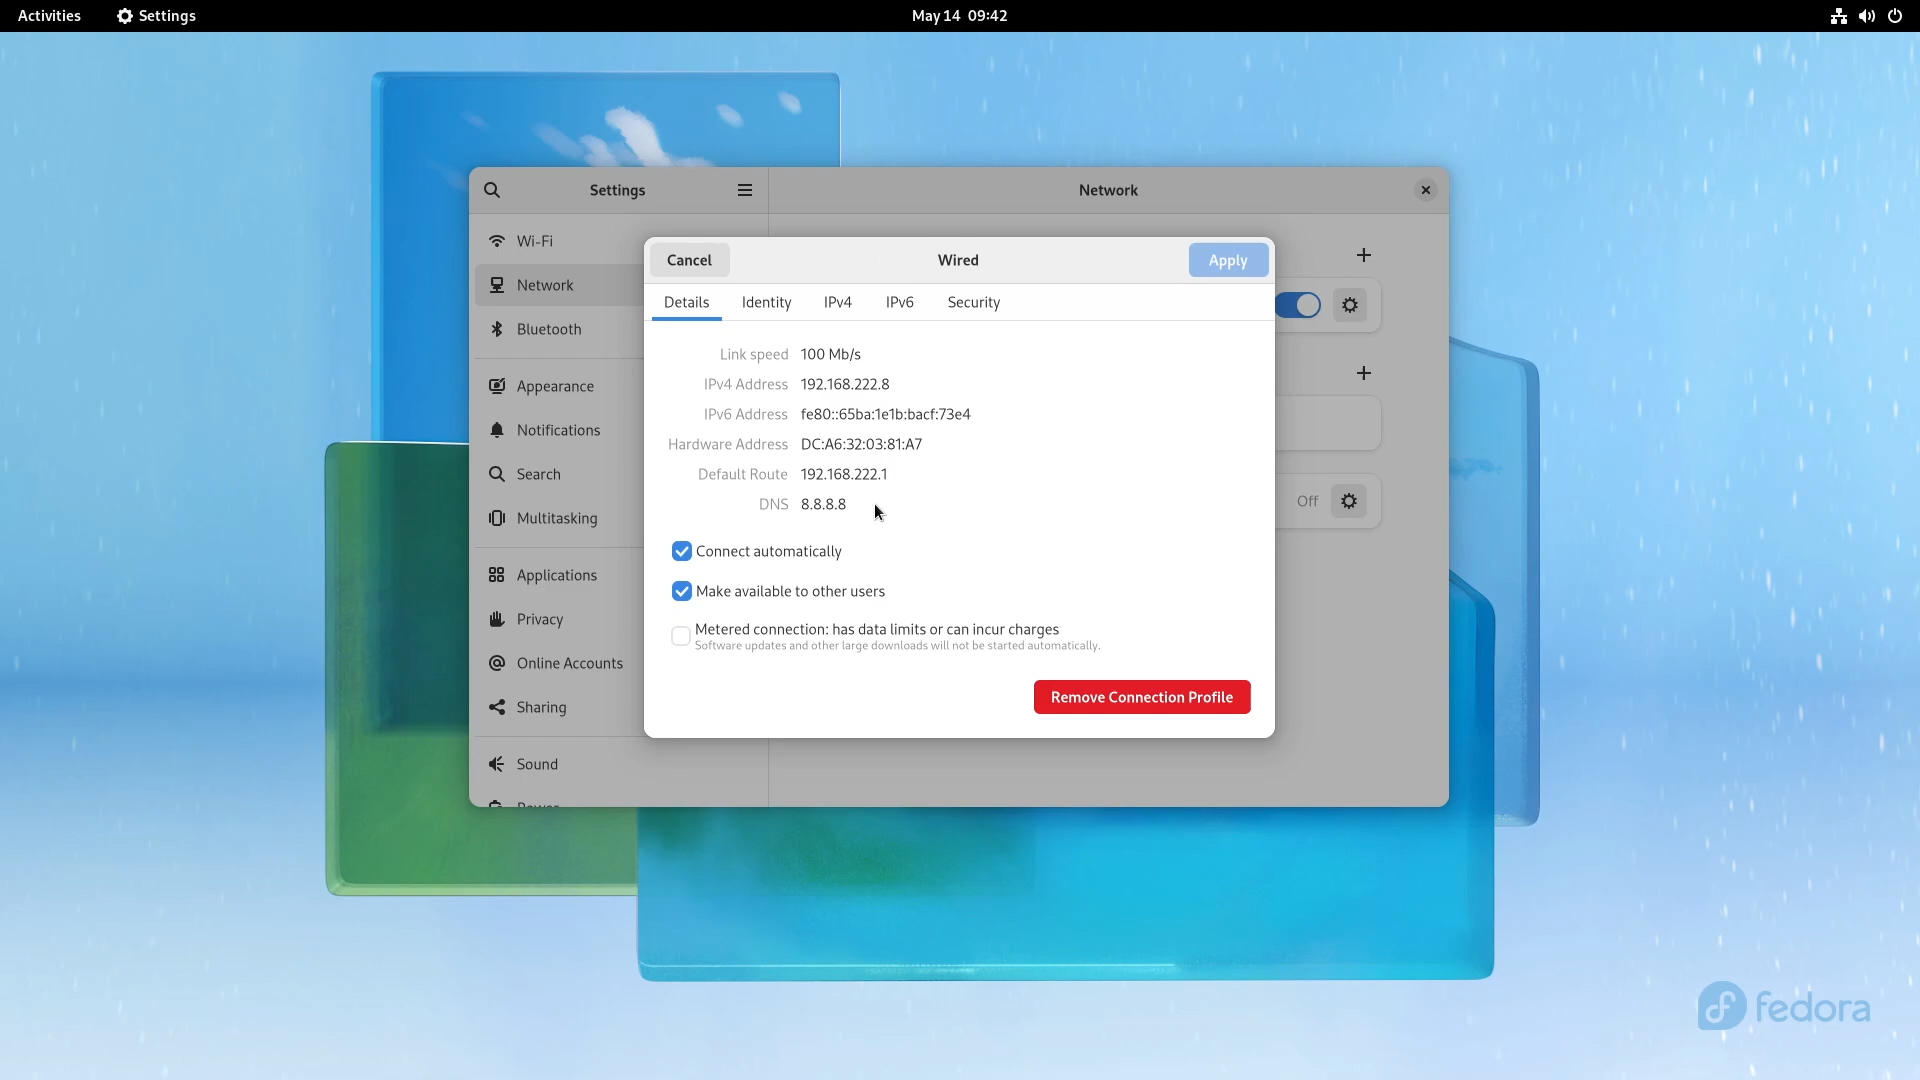 Activities
Settings
May 14 09:42
Settings
Network
Wi-Fi
Network
Bluetooth
Appearance
Notifications
Search
Multitasking
Applications
Privacy
Online Accounts
Sharing
Sound
Power
Cancel
Wired
Apply
Details
Identity
IPv4
IPv6
Security
Link speed 100 Mb/s
IPv4 Address 192.168.222.8
IPv6 Address fe80::65ba:1e1b:bacf:73e4
Hardware Address DC:A6:32:03:81:A7
Default Route 192.168.222.1
DNS 8.8.8.8
Connect automatically
Make available to other users
Metered connection: has data limits or can incur charges
Software updates and other large downloads will not be started automatically.
Remove Connection Profile
Off
fedora